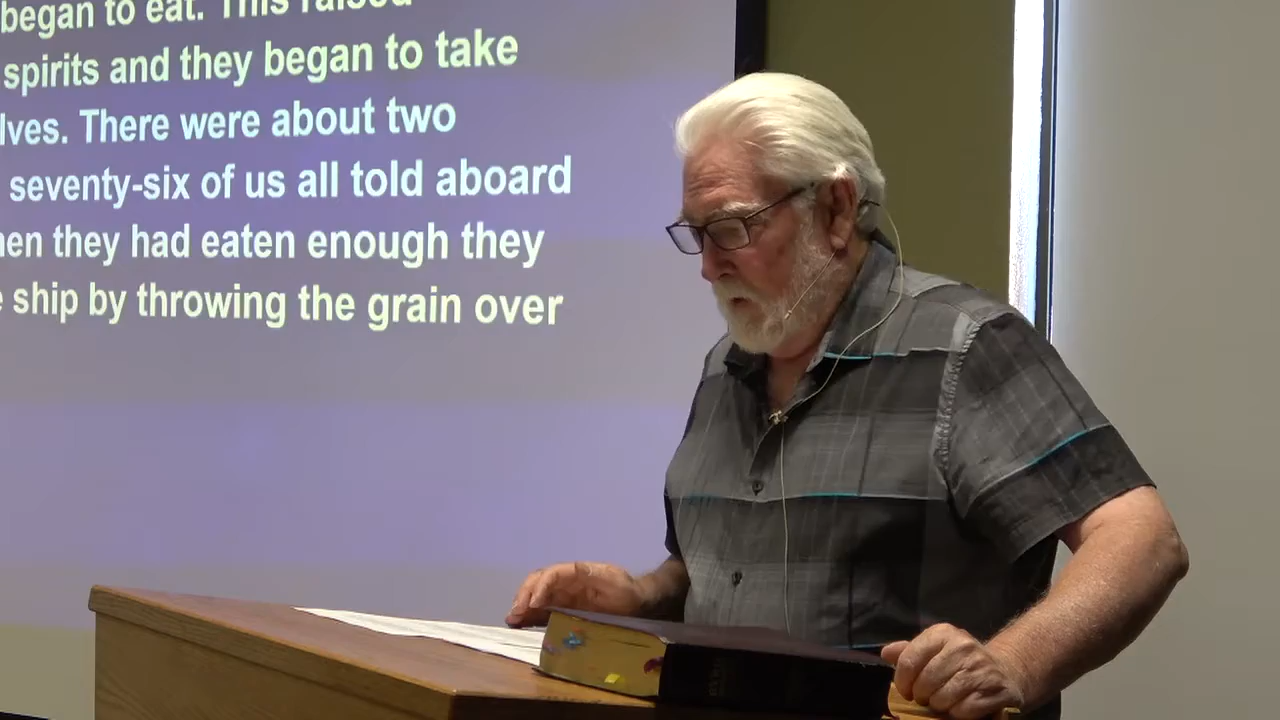 began to eat. This raised
spirits and they began to take
lves. There were about two
seventy-six of us all told aboard
hen they had eaten enough they
e ship by throwing the grain over